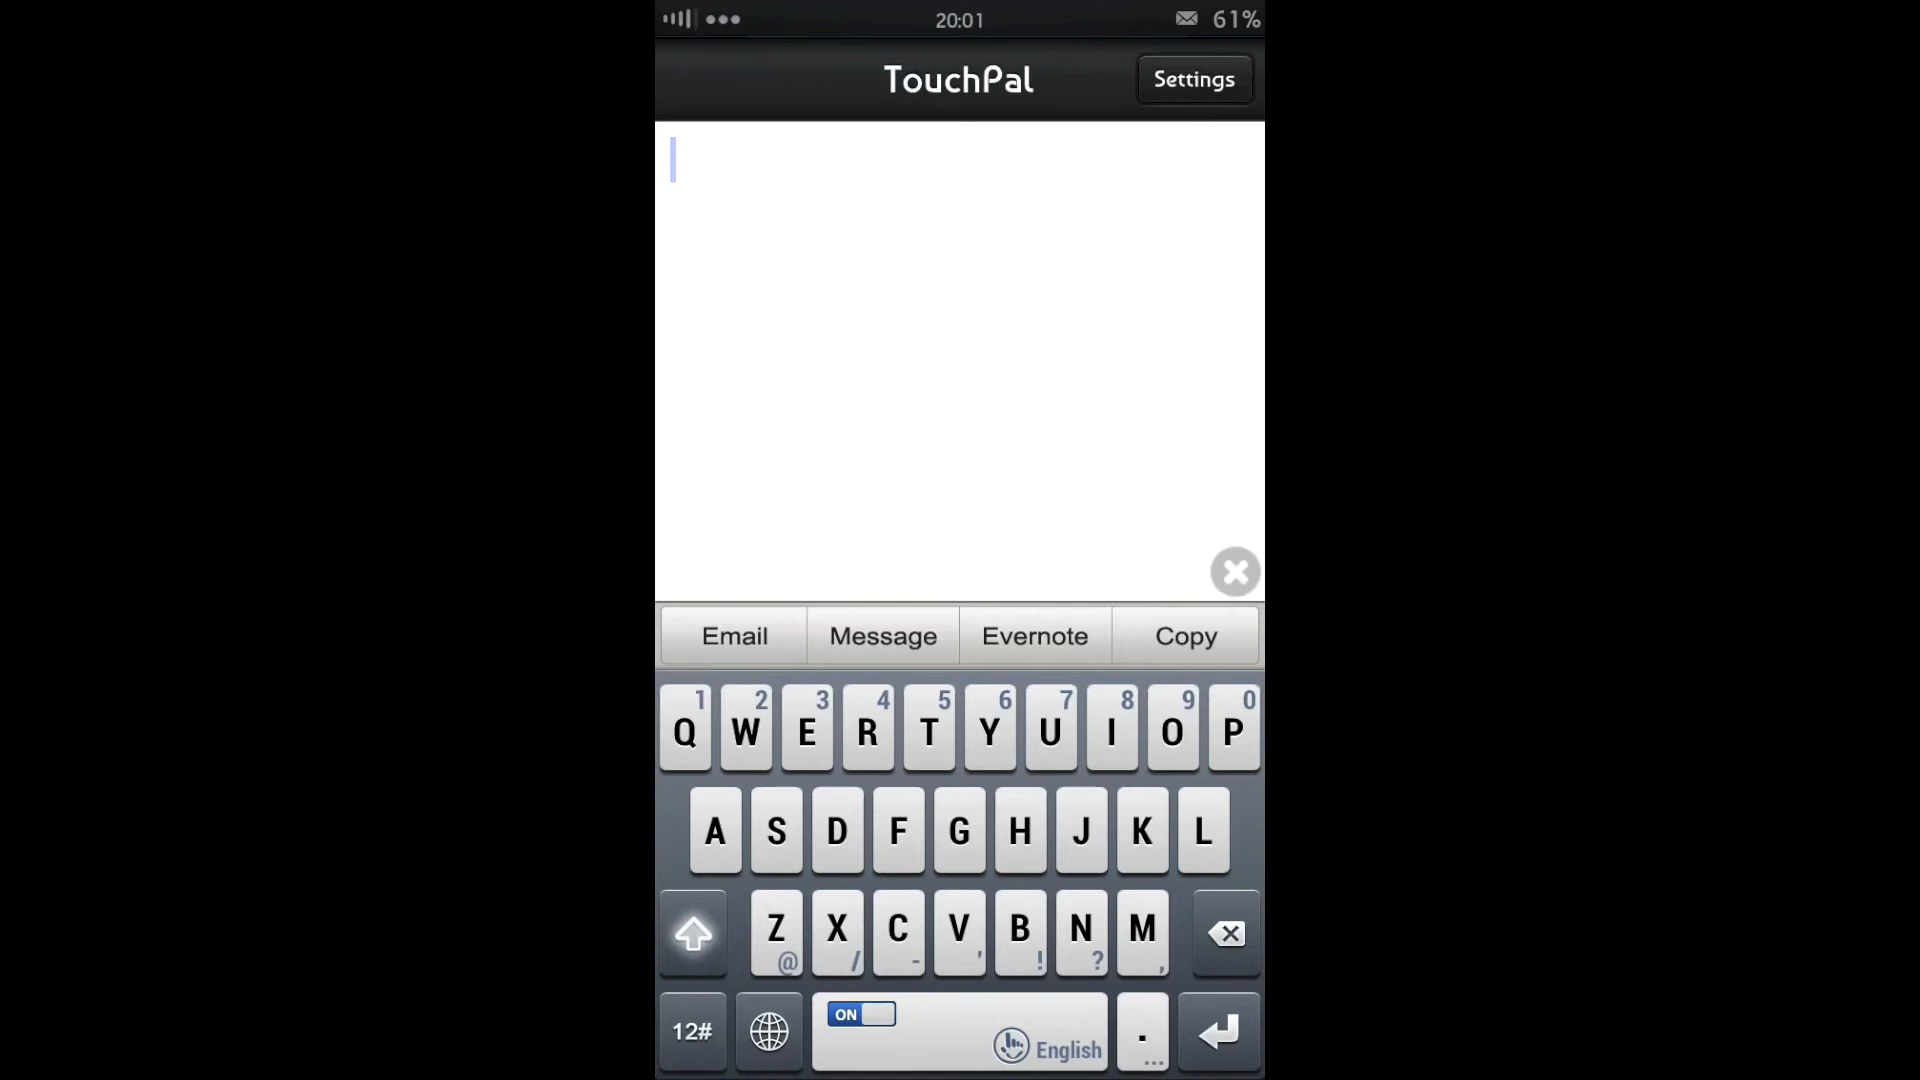 20:01 61%
TouchPal Settings
Email Message Evernote Copy
1 2 3 4 5 6 7 8 9 0
Q W E R T Y U I O P
A S D F G H J K L
Z X C V B N M
@ / - ' ! ? ,
12# ON English . ...